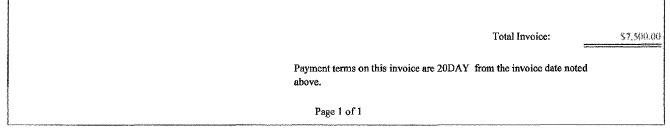 Total Invoice: $7,500.00
Payment terms on this invoice are 20DAY from the invoice date noted
above.
Page 1 of 1